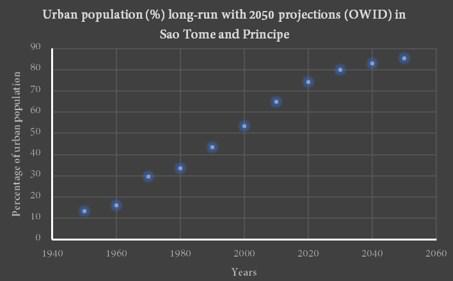 Urban population (%) long-run with 2050 projections (OWID) in
Sao Tome and Principe
Percentage of urban population
90
80
70
60
50
40
30
20
10
0
1940 1960 1980 2000 2020 2040 2060
Years